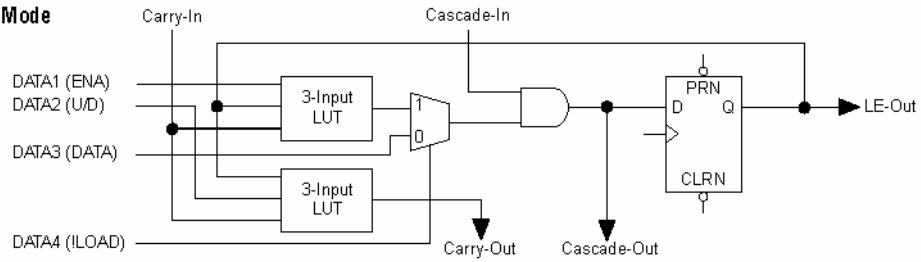 Mode
Carry-In
Cascade-In
DATA1 (ENA)
DATA2 (U/D)
DATA3 (DATA)
DATA4 (!LOAD)
3-Input
LUT
3-Input
LUT
1
0
PRN
D Q
CLRN
LE-Out
Carry-Out
Cascade-Out